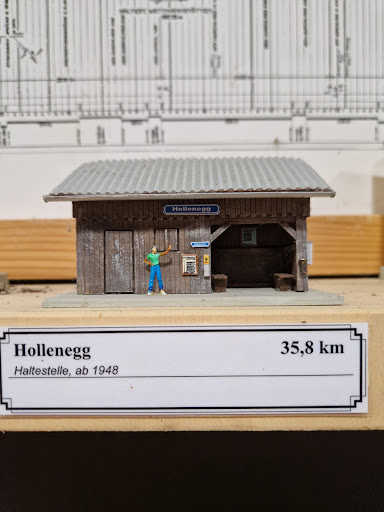 Hollenegg
Hollenegg 35,8 km
Haltestelle, ab 1948